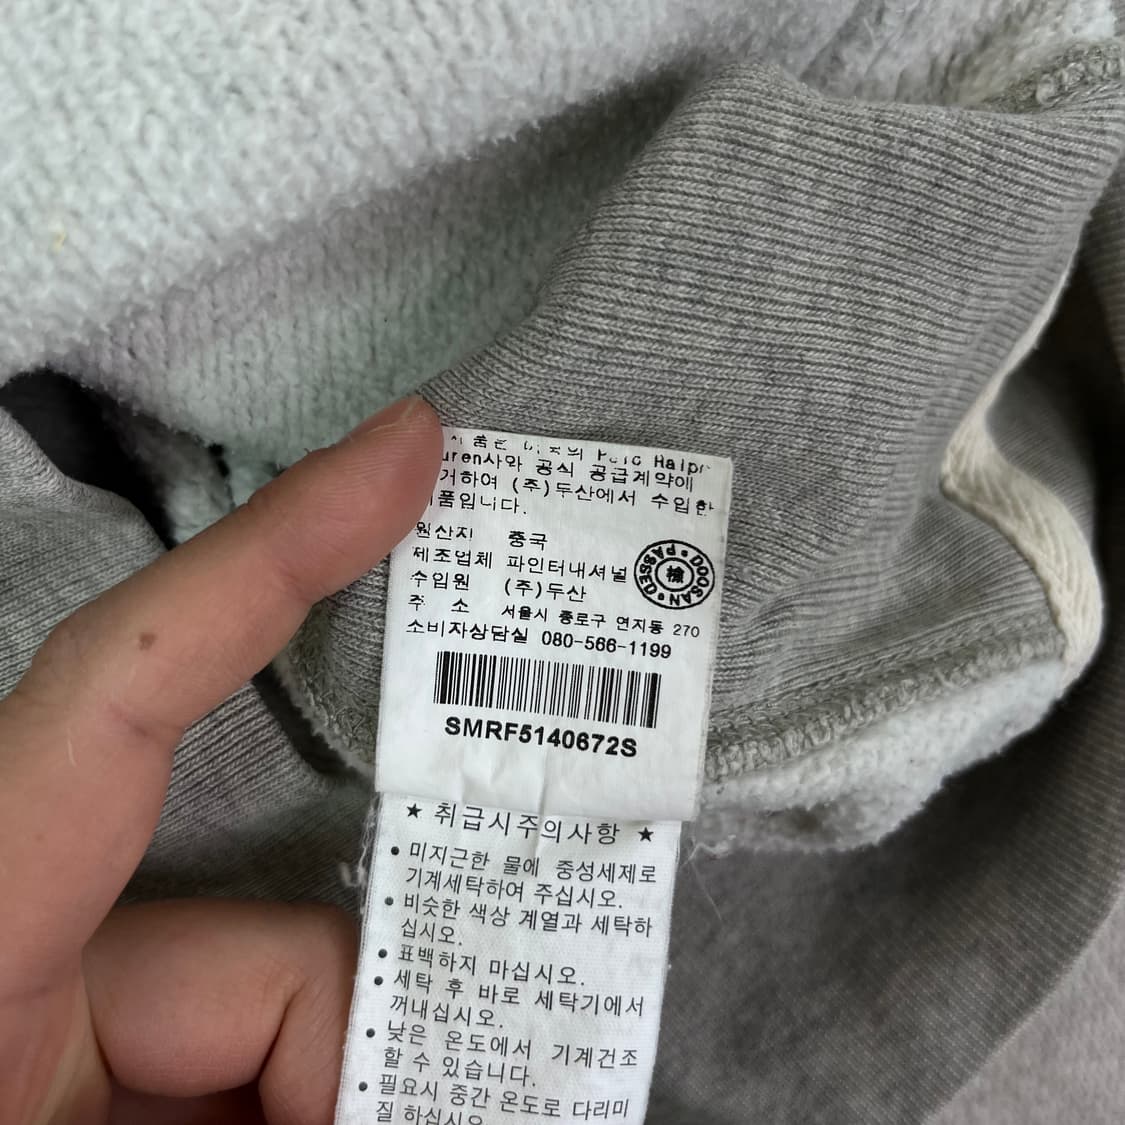 품은
uren사와 공식 공급계약에
거하여 (주)두산에서 수입한
품입니다.
원산지 중국
제조업체 파인터내셔널
수입원 (주)두산
주 소 서울시 종로구 연지동 270
소비자상담실 080-566-1199
DOOSAN • PASSED •
檢
SMRF5140672S
★ 취급시주의사항 ★
• 미지근한 물에 중성세제로
기계세탁하여 주십시오.
• 비슷한 색상 계열과 세탁하
십시오.
• 표백하지 마십시오.
• 세탁 후 바로 세탁기에서
꺼내십시오.
• 낮은 온도에서 기계건조
할 수 있습니다.
• 필요시 중간 온도로 다리미
질 하십시오